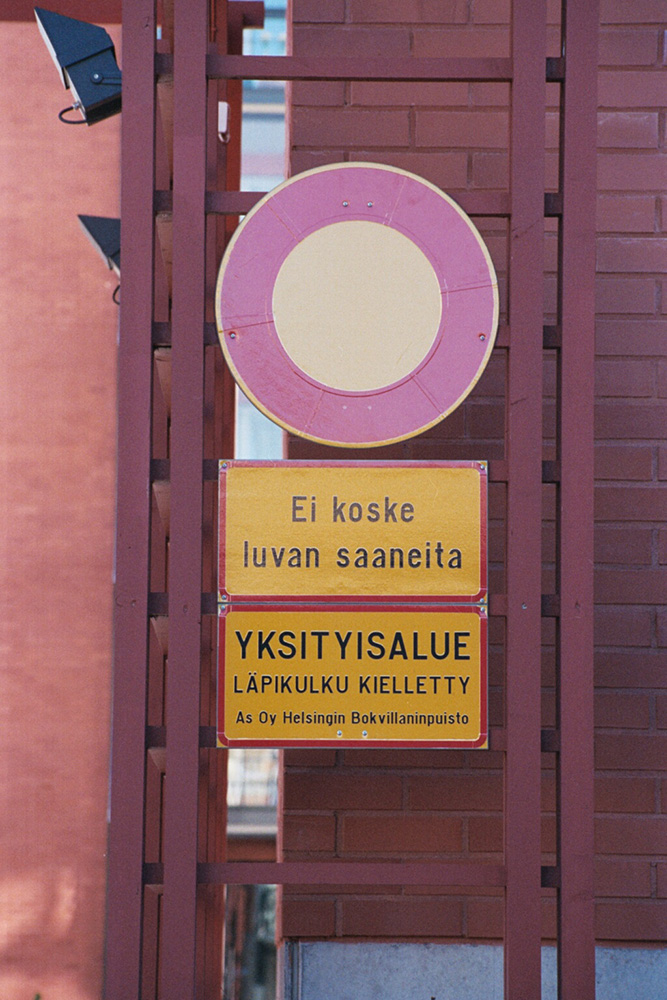 Ei koske
luvan saaneita
YKSITYISALUE
LÄPIKULKU KIELLETTY
As Oy Helsingin Bokvillaninpuisto